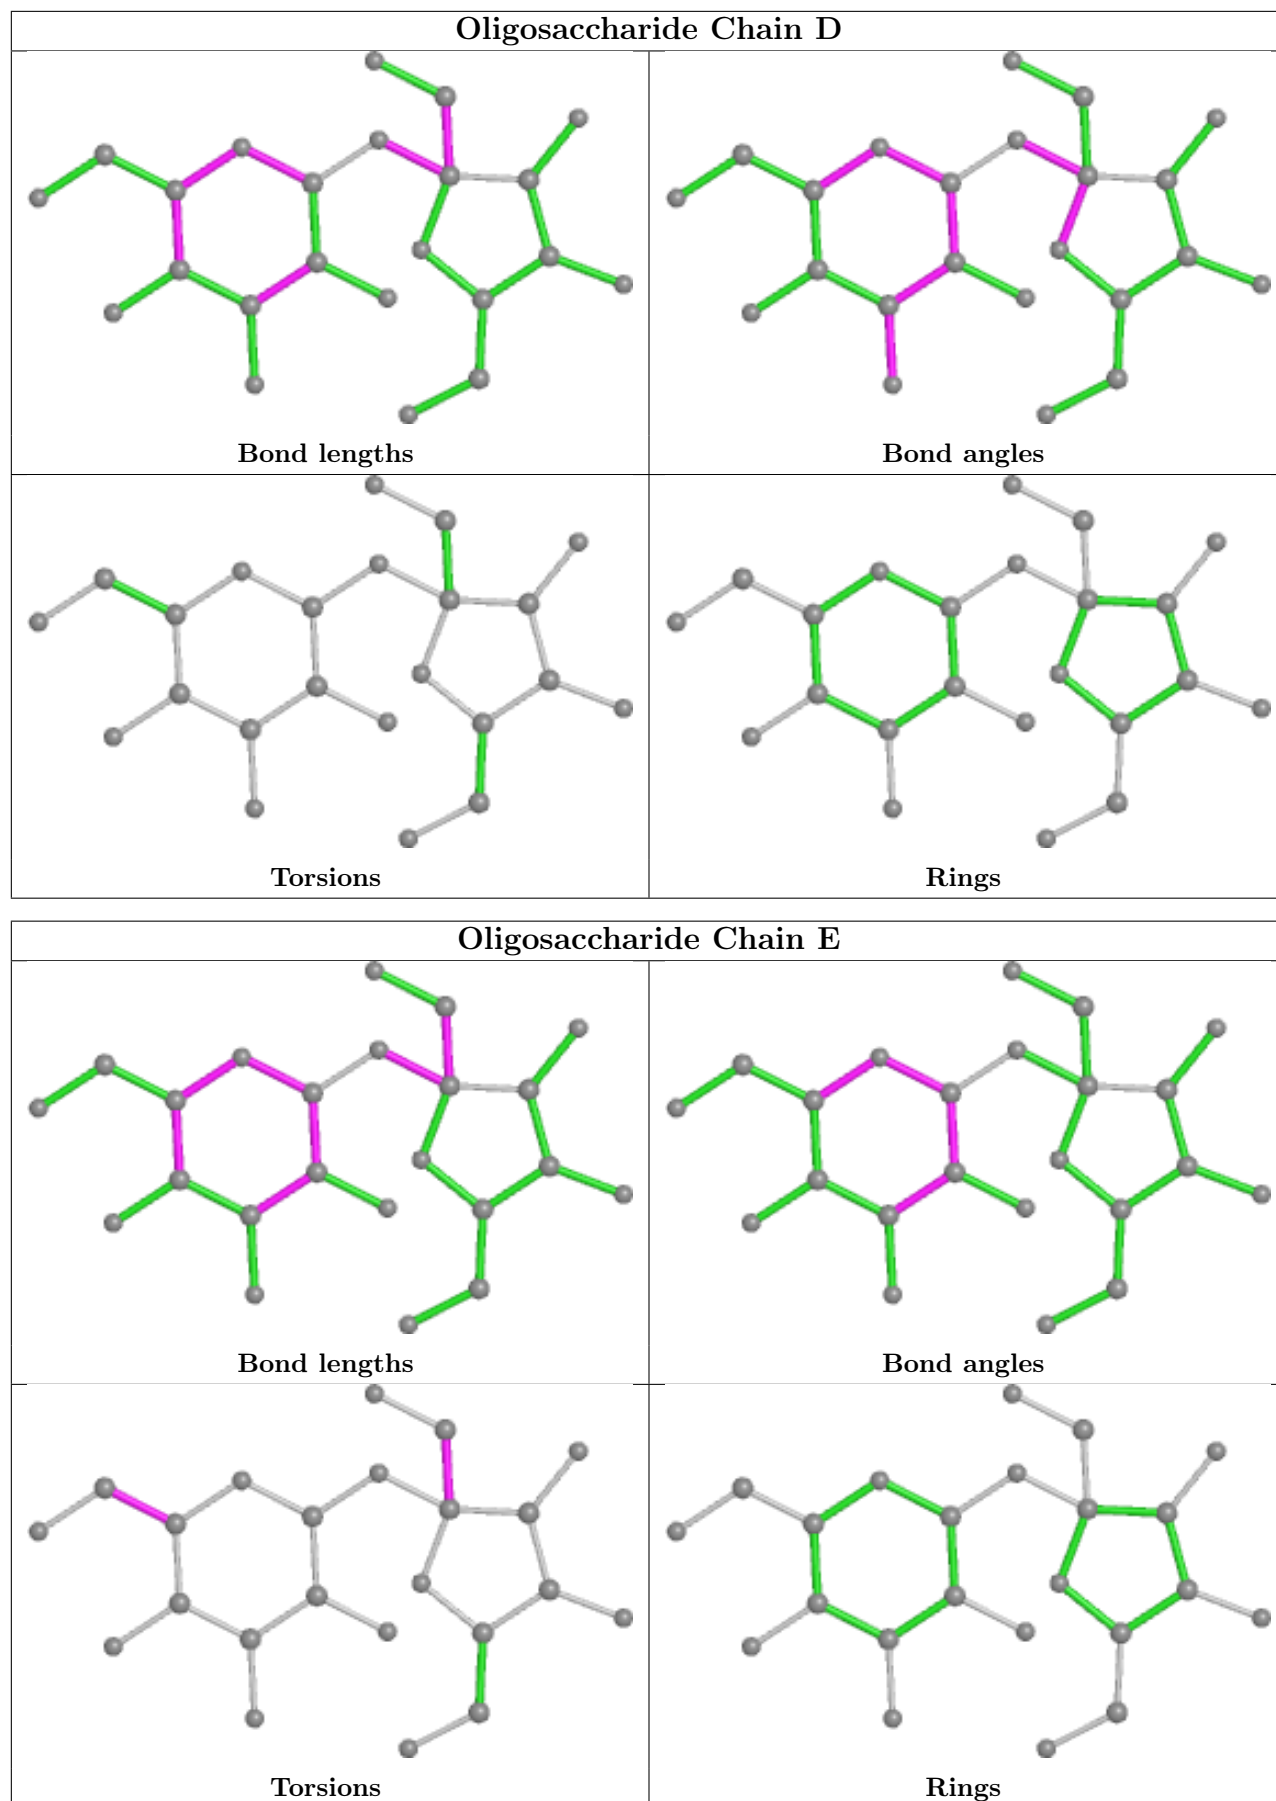 Oligosaccharide Chain D
Bond lengths
Bond angles
Torsions
Rings
Oligosaccharide Chain E
Bond lengths
Bond angles
Torsions
Rings